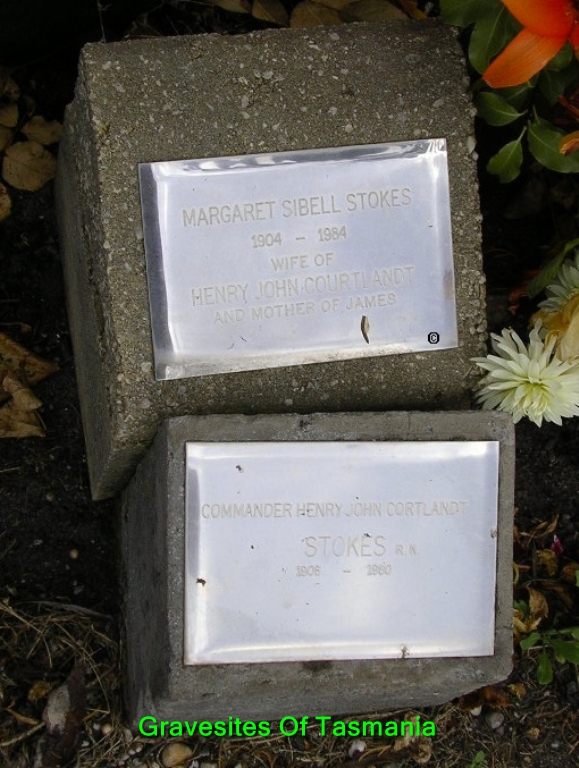 MARGARET SIBELL STOKES
1904 - 1984
WIFE OF
HENRY JOHN COURTLANDT
AND MOTHER OF JAMES
©
COMMANDER HENRY JOHN CORTLANDT
STOKES R.N.
1906 - 1980
Gravesites Of Tasmania